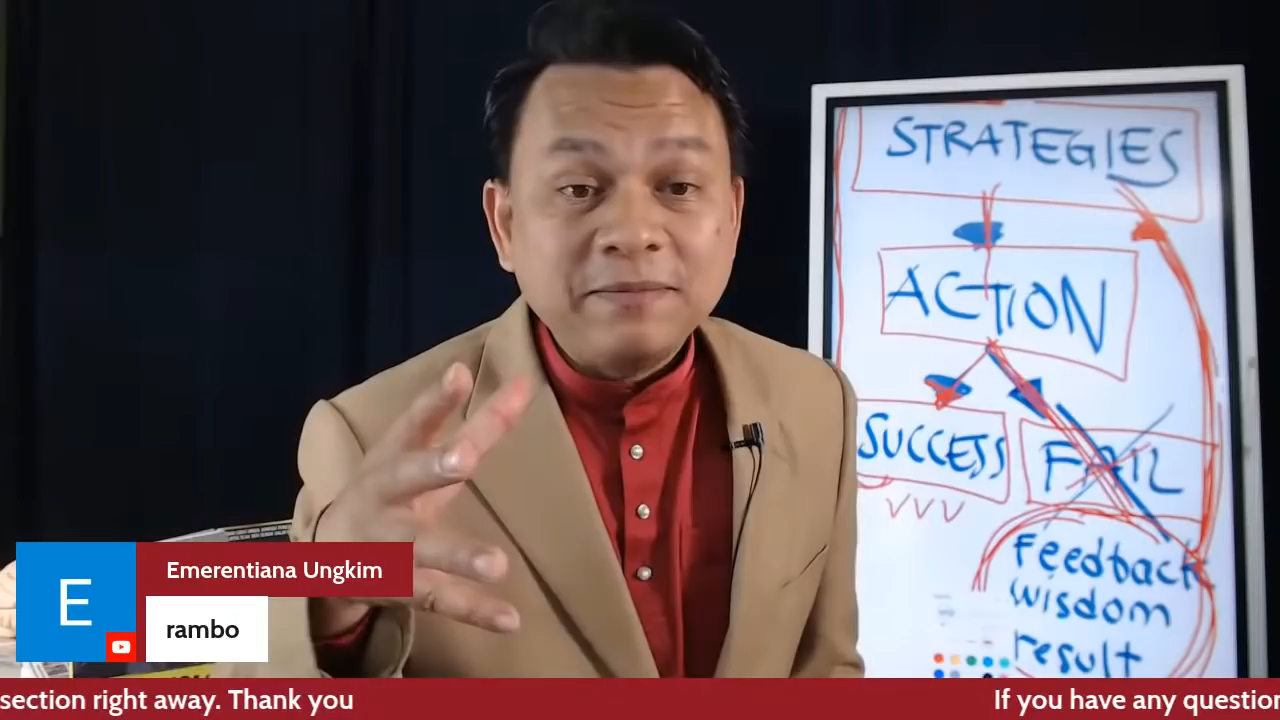 STRATEGIES
ACTION
SUCCESS
FAIL
VVV
Feedback
wisdom
result
E
Emerentiana Ungkim
rambo
section right away. Thank you
If you have any question